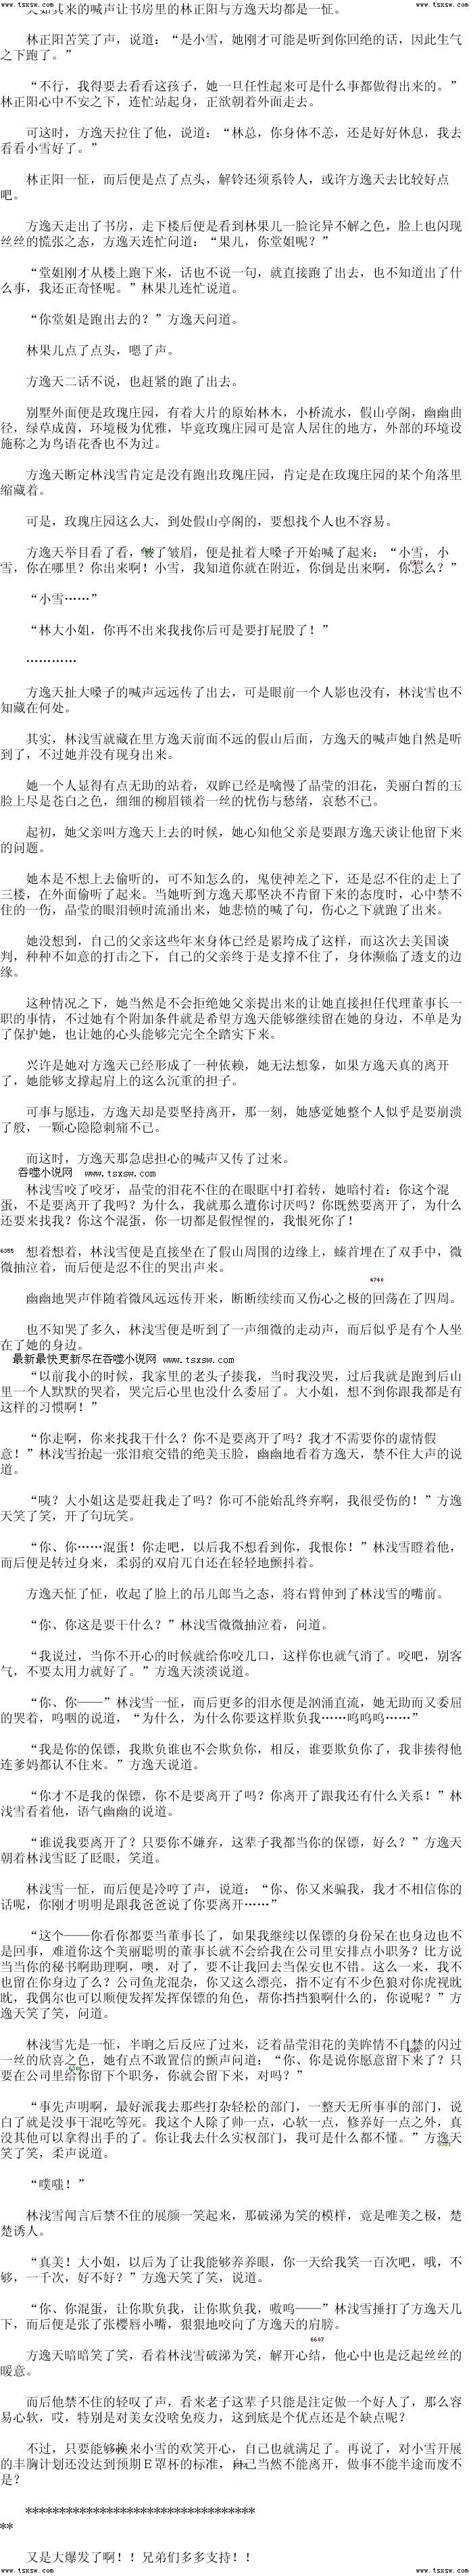 www.tsxsw.com www.tsxsw.com
来的喊声让书房里的林正阳与方逸天均都是一怔。
林正阳苦笑了声，说道：“是小雪，她刚才可能是听到你回绝的话，因此生气
之下跑了。”
“不行，我得要去看看这孩子，她一旦任性起来可是什么事都做得出来的。”
林正阳心中不安之下，连忙站起身，正欲朝着外面走去。
可这时，方逸天拉住了他，说道：“林总，你身体不恙，还是好好休息，我去
看看小雪好了。”
林正阳一怔，而后便是点了点头，解铃还须系铃人，或许方逸天去比较好点
吧。
方逸天走出了书房，走下楼后便是看到林果儿一脸诧异不解之色，脸上也闪现
丝丝的慌张之态，方逸天连忙问道：“果儿，你堂姐呢？”
“堂姐刚才从楼上跑下来，话也不说一句，就直接跑了出去，也不知道出了什
么事，我还正奇怪呢。”林果儿连忙说道。
“你堂姐是跑出去的？”方逸天问道。
林果儿点了点头，嗯了声。
方逸天二话不说，也赶紧的跑了出去。
别墅外面便是玫瑰庄园，有着大片的原始林木，小桥流水，假山亭阁，幽幽曲
径，绿草成茵，环境极为优雅，毕竟玫瑰庄园可是富人居住的地方，外部的环境设
施称之为鸟语花香也不为过。
方逸天断定林浅雪肯定是没有跑出玫瑰庄园，肯定是在玫瑰庄园的某个角落里
缩藏着。
可是，玫瑰庄园这么大，到处假山亭阁的，要想找个人也不容易。
方逸天举目看了看，皱了皱眉，便是扯着大嗓子开始喊了起来：“小雪，小
雪，你在哪里？你出来啊！小雪，我知道你就在附近，你倒是出来啊，你怎么？”
“小雪……”
“林大小姐，你再不出来我找你后可是要打屁股了！”
…………
方逸天扯大嗓子的喊声远远传了出去，可是眼前一个人影也没有，林浅雪也不
知藏在何处。
其实，林浅雪就藏在里方逸天前面不远的假山后面，方逸天的喊声她自然是听
到了，不过她并没有现身出来。
她一个人显得有点无助的站着，双眸已经是噙慢了晶莹的泪花，美丽白皙的玉
脸上尽是苍白之色，细细的柳眉锁着一丝的忧伤与愁绪，哀愁不已。
起初，她父亲叫方逸天上去的时候，她心知他父亲是要跟方逸天谈让他留下来
的问题。
她本是不想上去偷听的，可不知怎么的，鬼使神差之下，还是忍不住的走上了
三楼，在外面偷听了起来。当她听到方逸天那坚决不肯留下来的态度时，心中禁不
住的一伤，晶莹的眼泪顿时流涌出来，她悲愤的喊了句，伤心之下就跑了出来。
她没想到，自己的父亲这些年来身体已经是累垮成了这样，而这次去美国谈
判，种种不如意的打击之下，自己的父亲终于是支撑不住了，身体濒临了透支的边
缘。
这种情况之下，她当然是不会拒绝她父亲提出来的让她直接担任代理董事长一
职的事情，不过她有个附加条件就是希望方逸天能够继续留在她的身边，不单是为
了保护她，也让她的心头能够完完全全踏实下来。
兴许是她对方逸天已经形成了一种依赖，她无法想象，如果方逸天真的离开
了，她能够支撑起肩上的这么沉重的担子。
可事与愿违，方逸天却是要坚持离开，那一刻，她感觉她整个人似乎是要崩溃
了般，一颗心隐隐刺痛不已。
而这时，方逸天那急虑担心的喊声又传了过来。
吞噬小说网 www.tsxsw.com
林浅雪咬了咬牙，晶莹的泪花不住的在眼眶中打着转，她暗忖着：你这个混
蛋，不是要离开了我吗？为什么，我就那么遭你讨厌吗？你既然要离开了，为什么
还要来找我？你这个混蛋，你一切都是假惺惺的，我恨死你了！
6355 想着想着，林浅雪便是直接坐在了假山周围的边缘上，螓首埋在了双手中，微
微抽泣着，而后便是忍不住的哭出声来。
4740
幽幽地哭声伴随着微风远远传开来，断断续续而又伤心之极的回荡在了四周。
也不知哭了多久，林浅雪便是听到了一声细微的走动声，而后似乎是有个人坐
在了她的身边。
最新最快更新尽在吞噬小说网 www.tsxsw.com
“以前我小的时候，我家里的老头子揍我，当时我没哭，过后我就是跑到后山
里一个人默默的哭着，哭完后心里也没什么委屈了。大小姐，想不到你跟我都是有
这样的习惯啊！”
“你走啊，你来找我干什么？你不是要离开了吗？我才不需要你的虚情假
意！”林浅雪抬起一张泪痕交错的绝美玉脸，幽幽地看着方逸天，禁不住大声的说
道。
“咦？大小姐这是要赶我走了吗？你可不能始乱终弃啊，我很受伤的！”方逸
天笑了笑，开了句玩笑。
“你、你……混蛋！你走吧，以后我不想看到你，我恨你！”林浅雪瞪着他，
而后便是转过身来，柔弱的双肩兀自还在轻轻地颤抖着。
方逸天怔了怔，收起了脸上的吊儿郎当之态，将右臂伸到了林浅雪的嘴前。
“你、你这是要干什么？”林浅雪微微抽泣着，问道。
“我说过，当你不开心的时候就给你咬几口，这样你也就气消了。咬吧，别客
气，不要太用力就好了。”方逸天淡淡说道。
“你、你——”林浅雪一怔，而后更多的泪水便是汹涌直流，她无助而又委屈
的哭着，呜咽的说道，“为什么，为什么你要这样欺负我……呜呜呜……”
“我是你的保镖，我欺负谁也不会欺负你，相反，谁要欺负你了，我非揍得他
连爹妈都认不住来。”方逸天说道。
“你才不是我的保镖，你不是要离开了吗？你离开了跟我还有什么关系！”林
浅雪看着他，语气幽幽的说道。
“谁说我要离开了？只要你不嫌弃，这辈子我都当你的保镖，好么？”方逸天
朝着林浅雪眨了眨眼，笑道。
林浅雪一怔，而后便是冷哼了声，说道：“你、你又来骗我，我才不相信你的
话呢，你刚才明明是跟我爸爸说了你要离开……”
“这个——你看你都要当董事长了，如果我继续以保镖的身份呆在也身边也不
是回事，难道你这个美丽聪明的董事长就不会给我在公司里安排点小职务？比方说
当当你的秘书啊助理啊，噢，对了，要不让我回去当保安也不错。这么一来，我不
也留在你身边了么？公司鱼龙混杂，你又这么漂亮，指不定有不少色狼对你虎视眈
眈，我偶尔也可以顺便发挥发挥保镖的角色，帮你挡挡狼啊什么的，你说呢？”方
逸天笑了笑，问道。
林浅雪先是一怔，半晌之后反应了过来，泛着晶莹泪花的美眸情不自禁的闪过
一丝的欣喜之色，她有点不敢置信的颤声问道：“你、你是说你愿意留下来了？只
要在公司里给你留下个职务，你就会留下来，对吗？”
“事先声明啊，最好派我去那些打杂轻松的部门，一整天无所事事的部门，说
白了就是没事干混吃等死。我这个人除了帅一点，心软一点，修养好一点之外，真
没其他可以拿得出手的了。你让我去什么实权部门，我可是什么都不懂。”方逸天
笑了笑，柔声说道。
“噗嗤！”
林浅雪闻言后禁不住的展颜一笑起来，那破涕为笑的模样，竟是唯美之极，楚
楚诱人。
“真美！大小姐，以后为了让我能够养养眼，你一天给我笑一百次吧，哦，不
够，一千次，好不好？”方逸天笑了笑，说道。
“你、你混蛋，让你欺负我，让你欺负我，嗷呜——”林浅雪捶打了方逸天几
下，而后便是张了张樱唇小嘴，狠狠地咬向了方逸天的肩膀。
6607
方逸天暗暗笑了笑，看着林浅雪破涕为笑，解开心结，他心中也是泛起丝丝的
暖意。
而后他禁不住的轻叹了声，看来老子这辈子只能是注定做一个好人了，那么容
易心软，哎，特别是对美女没啥免疫力，这到底是个优点还是个缺点呢？
不过，只要能够换来小雪的欢笑开心，自己也就满足了。再说了，对小雪开展
的丰胸计划还没达到预期Ｅ罩杯的标准，自己当然不能离开，做事不能半途而废不
是？
**********************************
**
又是大爆发了啊！！兄弟们多多支持！！
www.tsxsw.com www.tsxsw.com